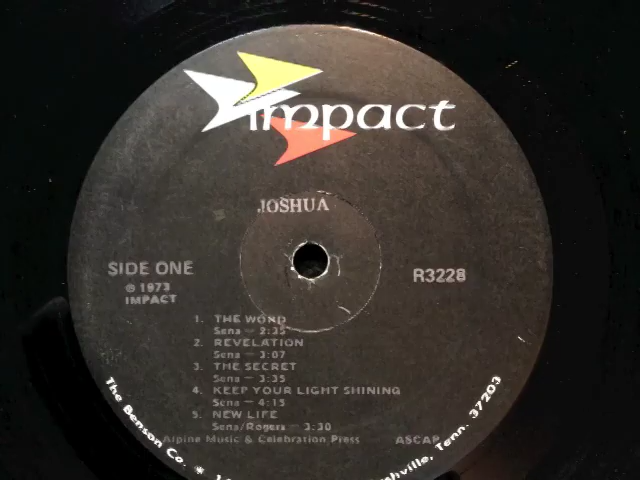 impact
JOSHUA
SIDE ONE
© 1973
IMPACT
R3228
1. THE WORD
Sena — 2:35
2. REVELATION
Sena — 3:07
3. THE SECRET
Sena — 3:35
4. KEEP YOUR LIGHT SHINING
Sena — 4:15
5. NEW LIFE
Sena/Rogers — 3:30
Alpine Music & Celebration Press ASCAP
The Benson Co. * Tenn. 37203